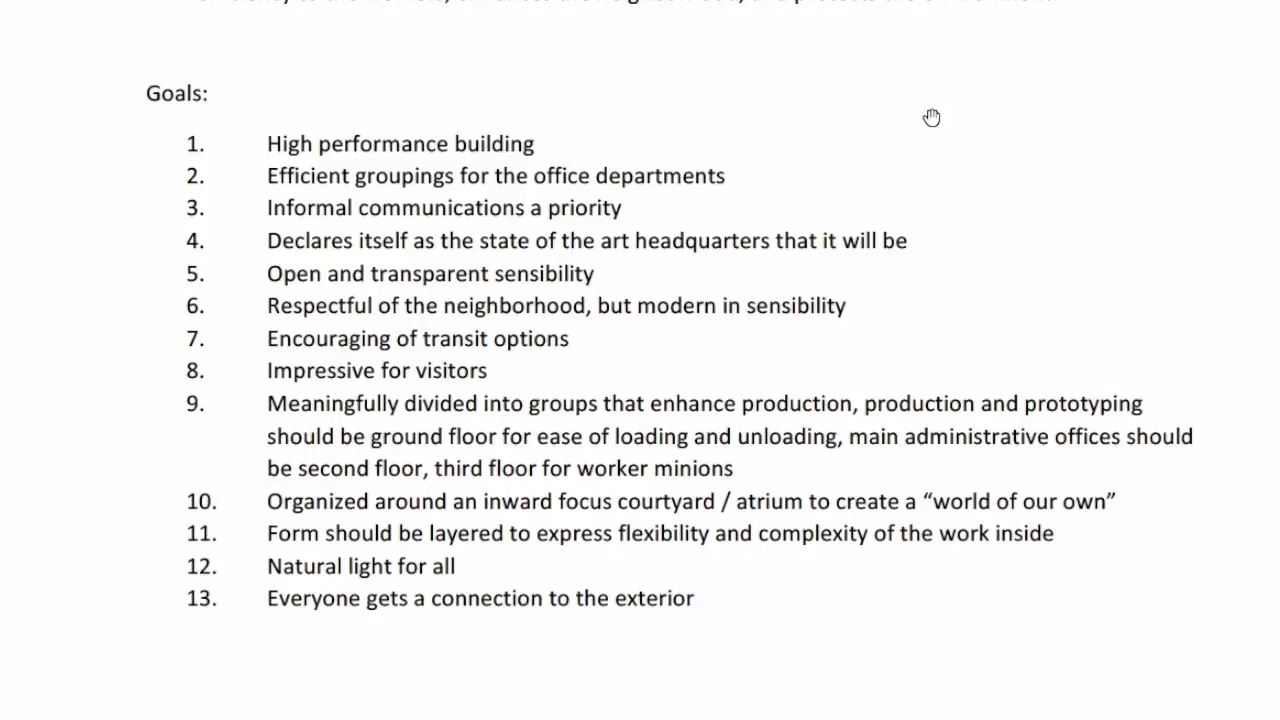 Goals:
1. High performance building
2. Efficient groupings for the office departments
3. Informal communications a priority
4. Declares itself as the state of the art headquarters that it will be
5. Open and transparent sensibility
6. Respectful of the neighborhood, but modern in sensibility
7. Encouraging of transit options
8. Impressive for visitors
9. Meaningfully divided into groups that enhance production, production and prototyping
should be ground floor for ease of loading and unloading, main administrative offices should
be second floor, third floor for worker minions
10. Organized around an inward focus courtyard / atrium to create a “world of our own”
11. Form should be layered to express flexibility and complexity of the work inside
12. Natural light for all
13. Everyone gets a connection to the exterior